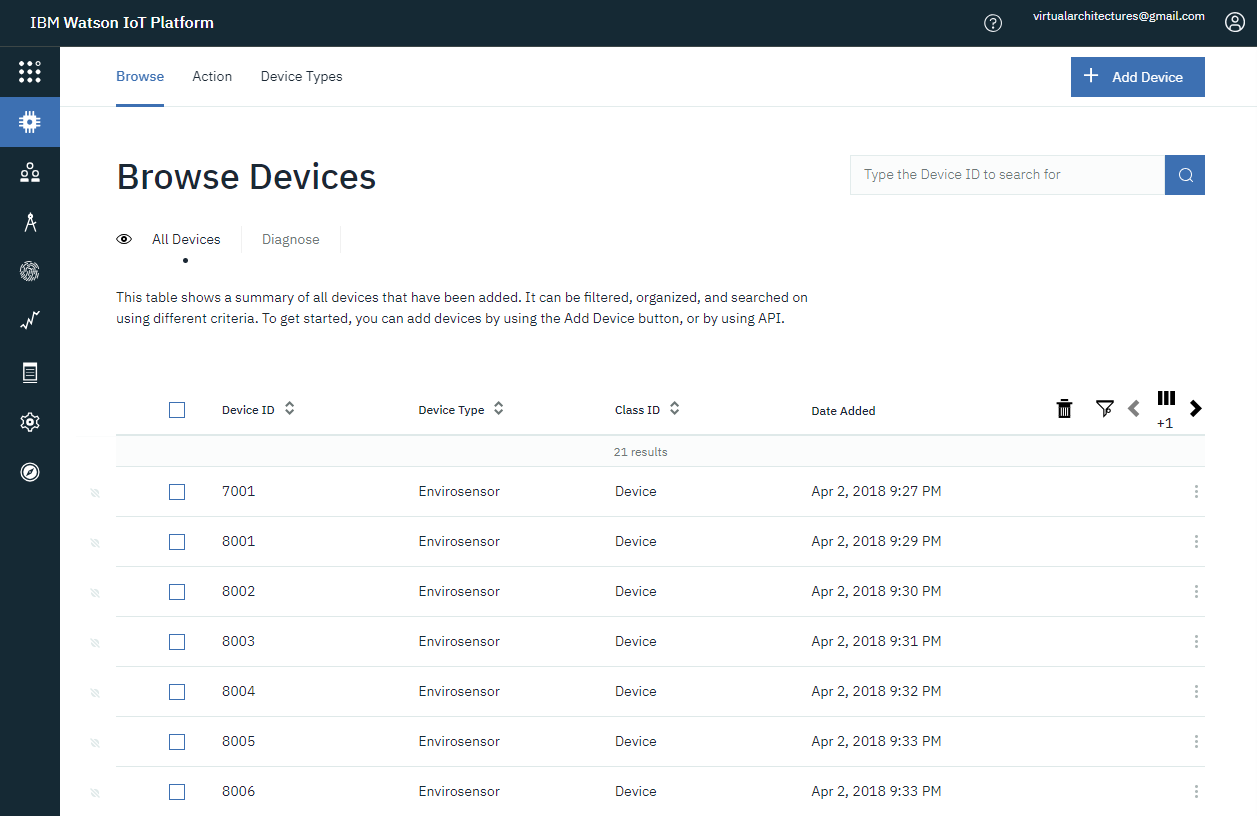 IBM Watson IoT Platform
virtualarchitectures@gmail.com
Browse Action Device Types
Add Device
Browse Devices
Type the Device ID to search for
All Devices Diagnose
This table shows a summary of all devices that have been added. It can be filtered, organized, and searched on
using different criteria. To get started, you can add devices by using the Add Device button, or by using API.
Device ID Device Type Class ID Date Added
+1
21 results
7001 Envirosensor Device Apr 2, 2018 9:27 PM
8001 Envirosensor Device Apr 2, 2018 9:29 PM
8002 Envirosensor Device Apr 2, 2018 9:30 PM
8003 Envirosensor Device Apr 2, 2018 9:31 PM
8004 Envirosensor Device Apr 2, 2018 9:32 PM
8005 Envirosensor Device Apr 2, 2018 9:33 PM
8006 Envirosensor Device Apr 2, 2018 9:33 PM